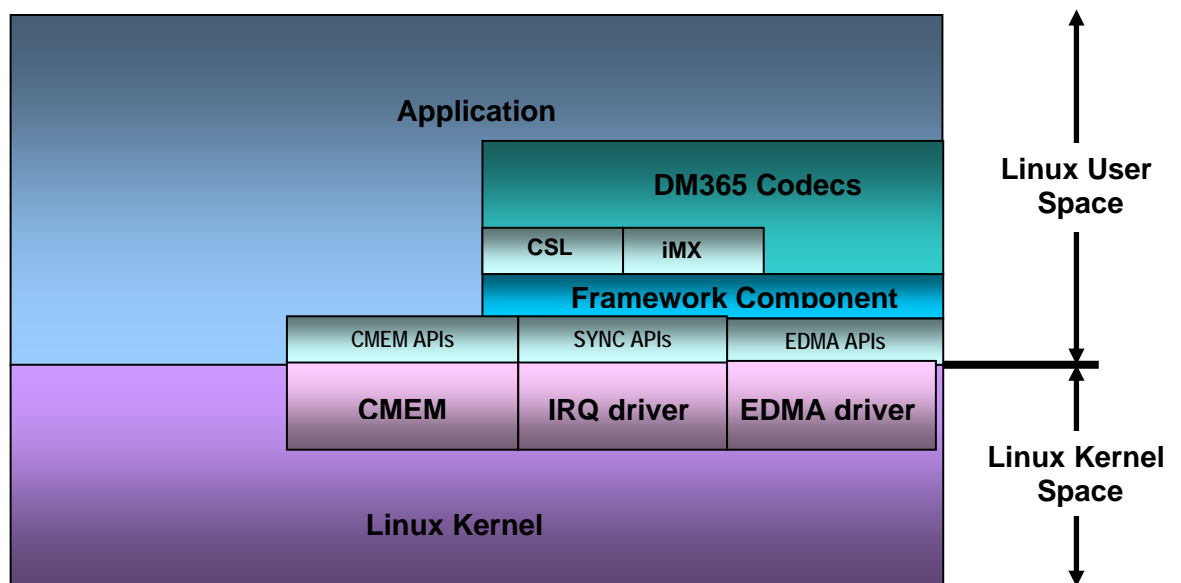 Application
DM365 Codecs
Linux User
Space
CSL
iMX
Framework Component
CMEM APIs
SYNC APIs
EDMA APIs
CMEM
IRQ driver
EDMA driver
Linux Kernel
Space
Linux Kernel